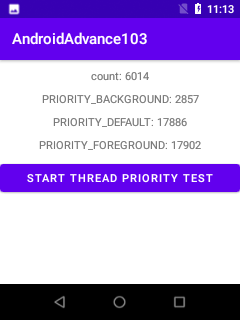 11:13
AndroidAdvance103
count: 6014
PRIORITY_BACKGROUND: 2857
PRIORITY_DEFAULT: 17886
PRIORITY_FOREGROUND: 17902
START THREAD PRIORITY TEST